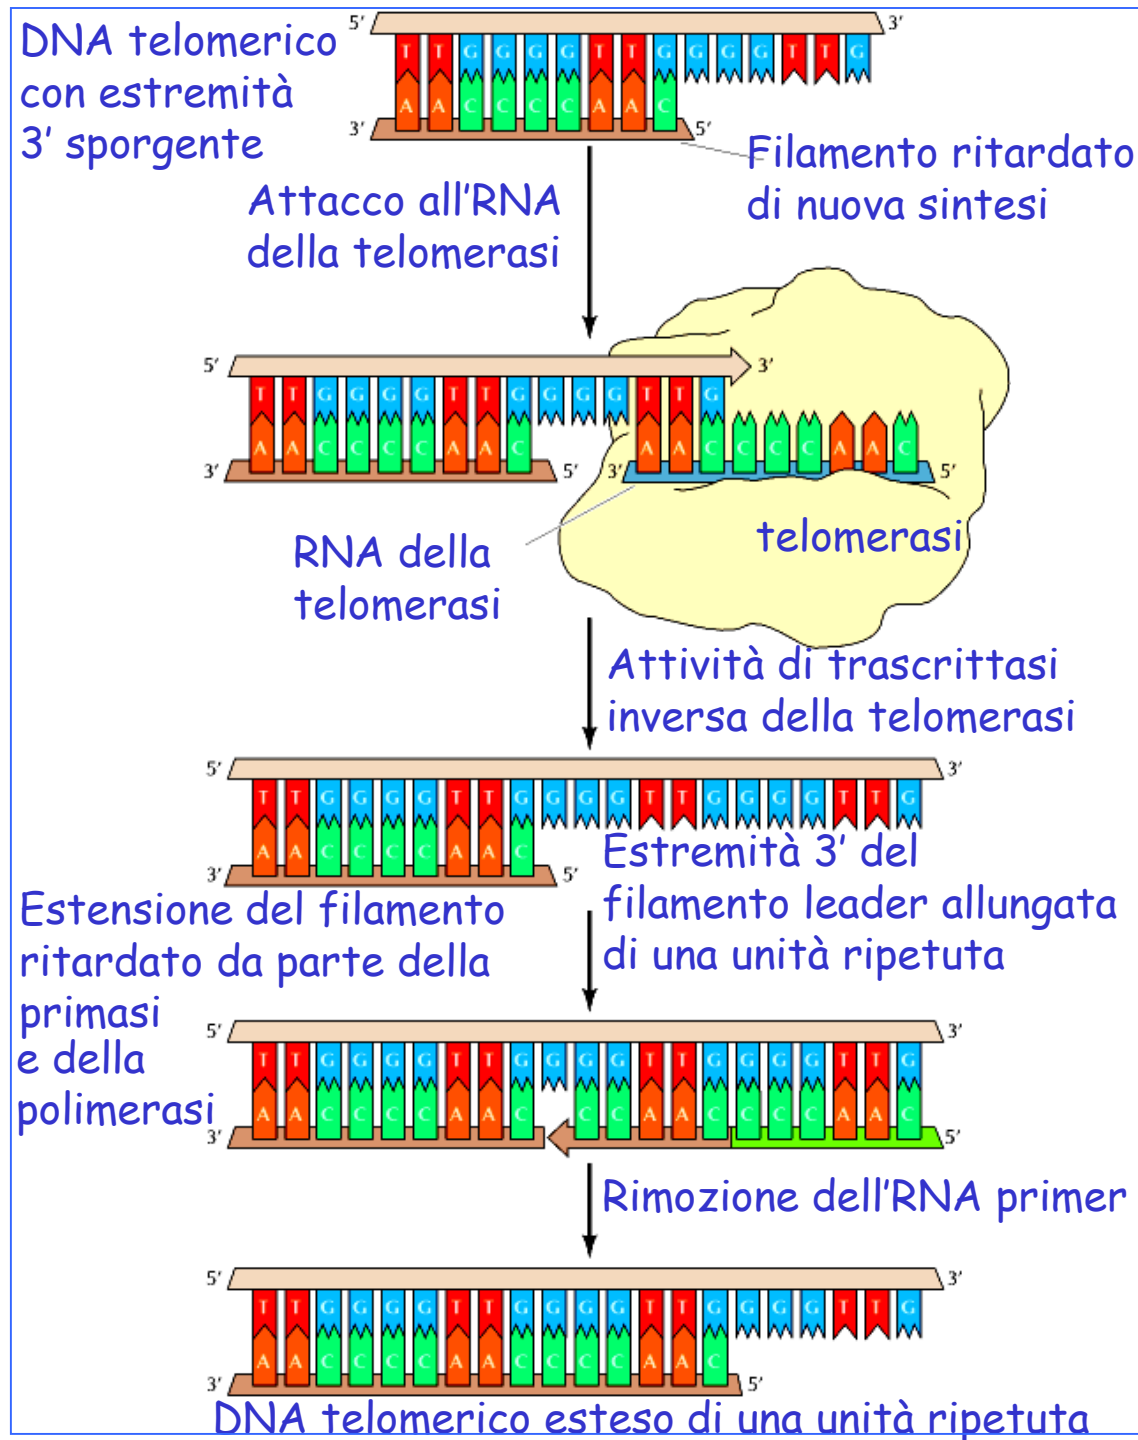 DNA telomerico
con estremità
3' sporgente
5' 3'
T T G G G G T T G G G G T T G
A A C C C C A A C
3' 5'
Filamento ritardato
di nuova sintesi
Attacco all'RNA
della telomerasi
5' 3'
T T G G G G T T G G G G T T G
A A C C C C A A C A A C C C C A A C
3' 5' 3' 5'
telomerasi
RNA della
telomerasi
Attività di trascrittasi
inversa della telomerasi
5' 3'
T T G G G G T T G G G G T T G G G G T T G
A A C C C C A A C
3' 5'
Estremità 3' del
filamento leader allungata
di una unità ripetuta
Estensione del filamento
ritardato da parte della
primasi
e della
polimerasi
5' 3'
T T G G G G T T G G G G T T G G G G T T G
A A C C C C A A C C C A A C C C C A A C
3' 5'
Rimozione dell'RNA primer
5' 3'
T T G G G G T T G G G G T T G G G G T T G
A A C C C C A A C C C C A A C
3' 5'
DNA telomerico esteso di una unità ripetuta